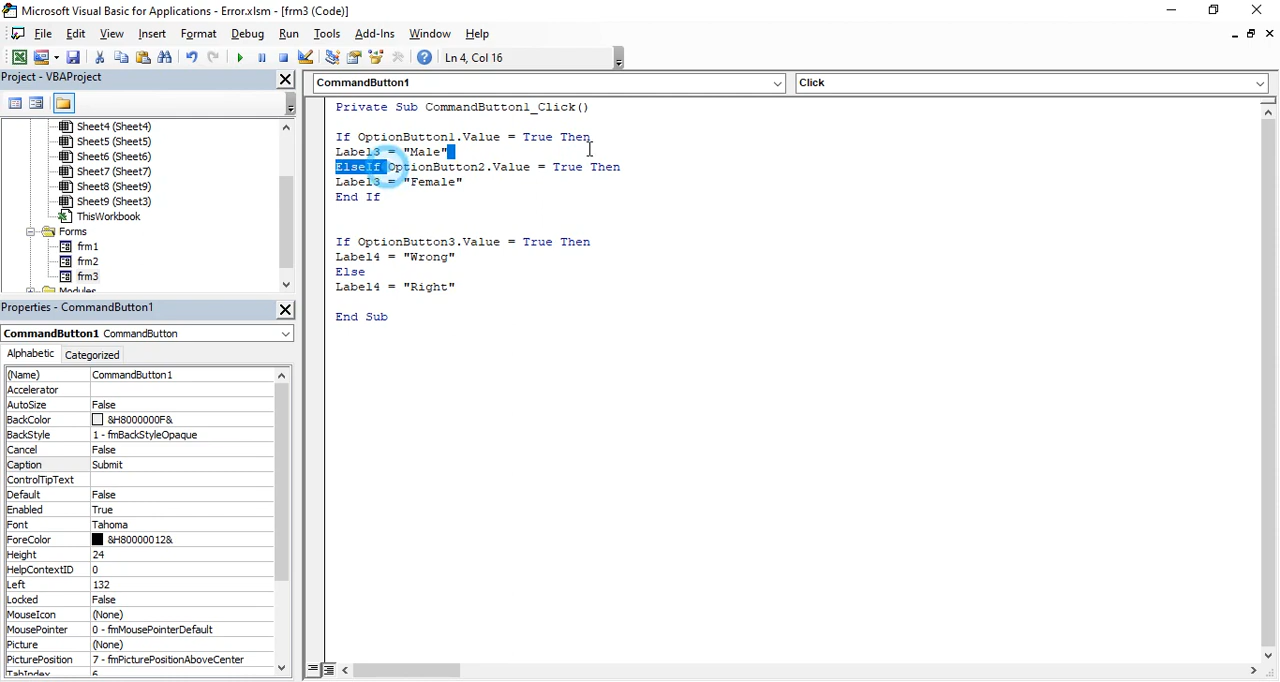 Microsoft Visual Basic for Applications - Error.xlsm - [frm3 (Code)]
File Edit View Insert Format Debug Run Tools Add-Ins Window Help
Ln 4, Col 16
Project - VBAProject
Sheet4 (Sheet4)
Sheet5 (Sheet5)
Sheet6 (Sheet6)
Sheet7 (Sheet7)
Sheet8 (Sheet9)
Sheet9 (Sheet3)
ThisWorkbook
Forms
frm1
frm2
frm3
Modules
Properties - CommandButton1
CommandButton1 CommandButton
Alphabetic Categorized
(Name) CommandButton1
Accelerator
AutoSize False
BackColor &H8000000F&
BackStyle 1 - fmBackStyleOpaque
Cancel False
Caption Submit
ControlTipText
Default False
Enabled True
Font Tahoma
ForeColor &H80000012&
Height 24
HelpContextID 0
Left 132
Locked False
MouseIcon (None)
MousePointer 0 - fmMousePointerDefault
Picture (None)
PicturePosition 7 - fmPicturePositionAboveCenter
TabIndex 6
CommandButton1 Click
Private Sub CommandButton1_Click()
If OptionButton1.Value = True Then
Label3 = "Male"
ElseIf OptionButton2.Value = True Then
Label3 = "Female"
End If
If OptionButton3.Value = True Then
Label4 = "Wrong"
Else
Label4 = "Right"
End Sub